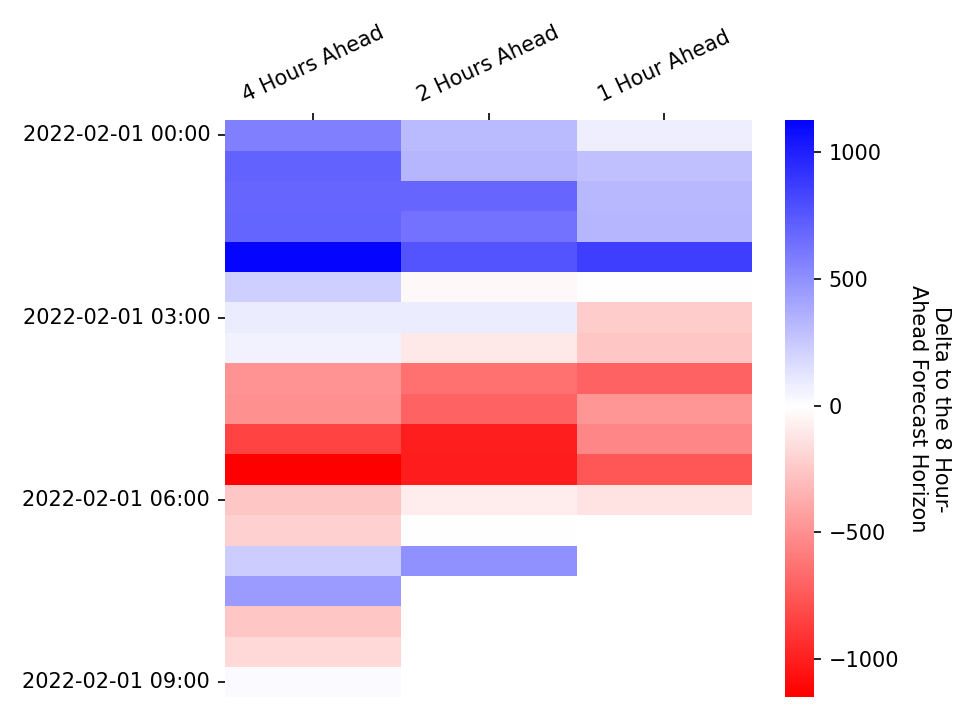 4 Hours Ahead
2 Hours Ahead
1 Hour Ahead
2022-02-01 00:00
2022-02-01 03:00
2022-02-01 06:00
2022-02-01 09:00
1000
500
0
−500
−1000
Delta to the 8 Hour-
Ahead Forecast Horizon